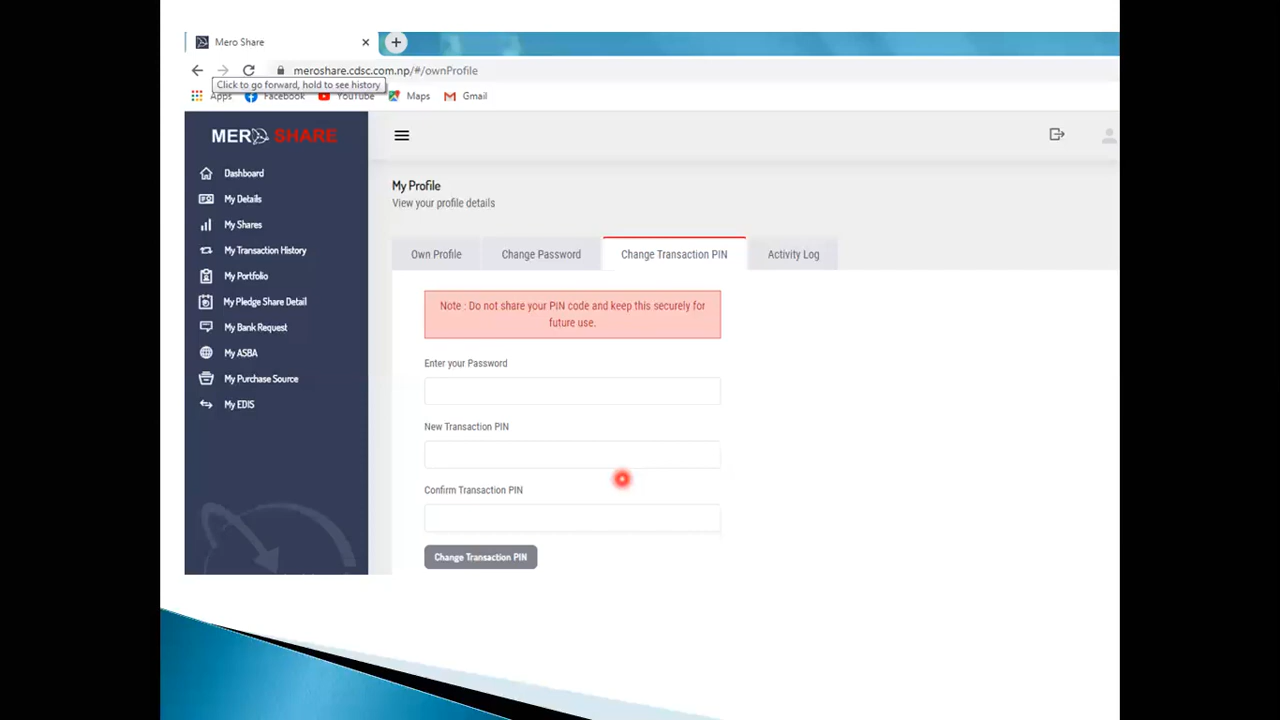 Mero Share
meroshare.cdsc.com.np/#/ownProfile
Click to go forward, hold to see history
Apps Facebook YouTube Maps Gmail
MERO SHARE
Dashboard
My Details
My Shares
My Transaction History
My Portfolio
My Pledge Share Detail
My Bank Request
My ASBA
My Purchase Source
My EDIS
My Profile
View your profile details
Own Profile Change Password Change Transaction PIN Activity Log
Note : Do not share your PIN code and keep this securely for
future use.
Enter your Password
New Transaction PIN
Confirm Transaction PIN
Change Transaction PIN